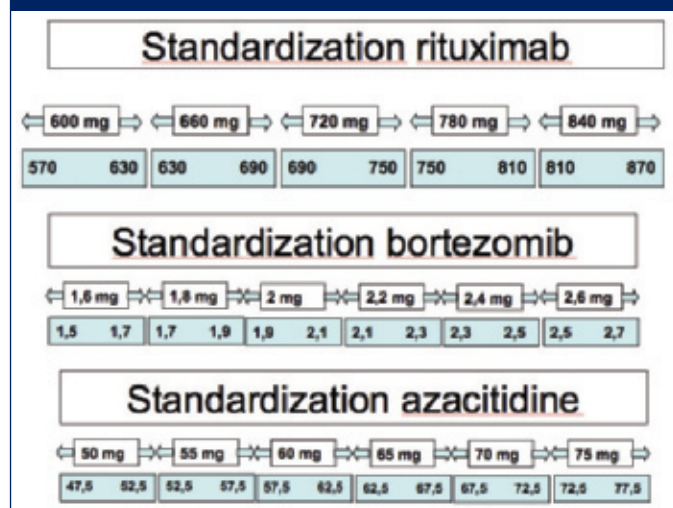 Standardization rituximab
600 mg 660 mg 720 mg 780 mg 840 mg
570 630 630 690 690 750 750 810 810 870
Standardization bortezomib
1,6 mg 1,8 mg 2 mg 2,2 mg 2,4 mg 2,6 mg
1,5 1,7 1,7 1,9 1,9 2,1 2,1 2,3 2,3 2,5 2,5 2,7
Standardization azacitidine
50 mg 55 mg 60 mg 65 mg 70 mg 75 mg
47,5 52,5 52,5 57,5 57,5 62,5 62,5 67,5 67,5 72,5 72,5 77,5